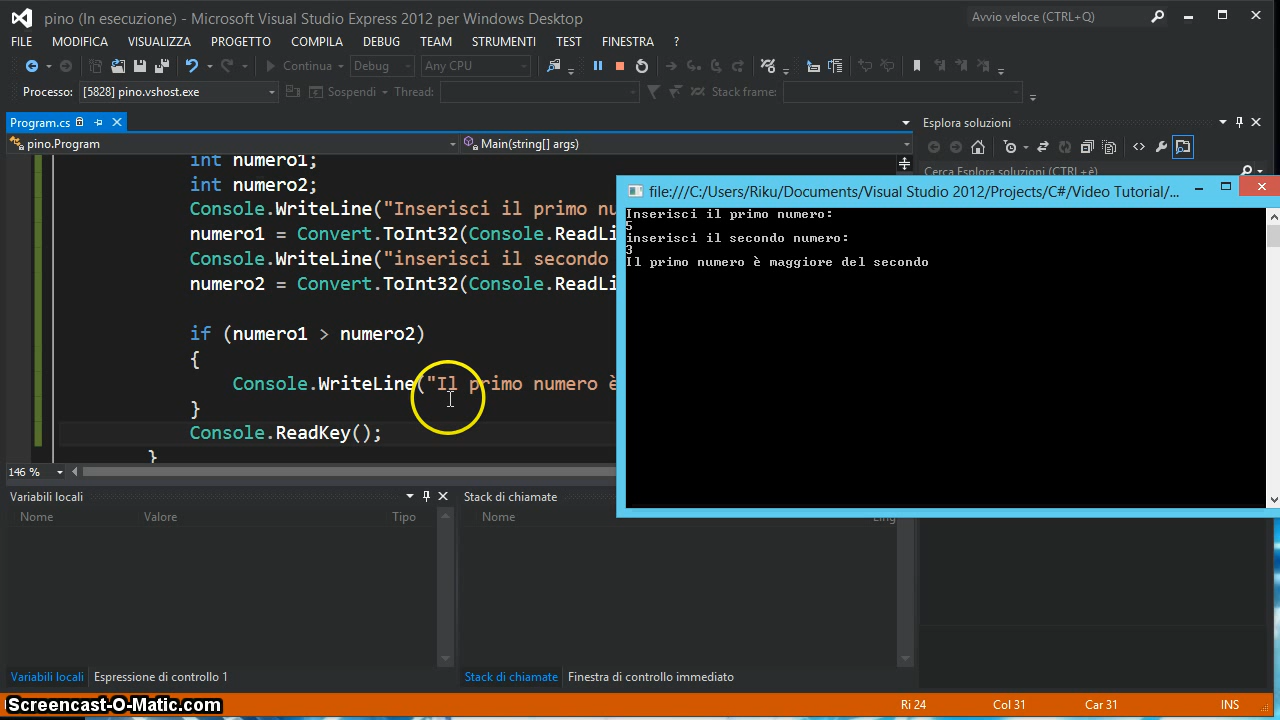 pino (In esecuzione) - Microsoft Visual Studio Express 2012 per Windows Desktop
Avvio veloce (CTRL+Q)
FILE MODIFICA VISUALIZZA PROGETTO COMPILA DEBUG TEAM STRUMENTI TEST FINESTRA ?
Continua Debug Any CPU
Processo: [5828] pino.vshost.exe Sospendi Thread: Stack frame:
Program.cs
Esplora soluzioni
pino.Program
Main(string[] args)
Cerca Esplora soluzioni (CTRL+è)
int numero1;
int numero2;
Console.WriteLine("Inserisci il primo nu
numero1 = Convert.ToInt32(Console.ReadLi
Console.WriteLine("inserisci il secondo
numero2 = Convert.ToInt32(Console.ReadLi
if (numero1 > numero2)
{
Console.WriteLine("Il primo numero è
}
Console.ReadKey();
}
146 %
file:///C:/Users/Riku/Documents/Visual Studio 2012/Projects/C#/Video Tutorial/...
Inserisci il primo numero:
5
inserisci il secondo numero:
3
Il primo numero è maggiore del secondo
Variabili locali
Nome Valore Tipo
Stack di chiamate
Nome Ling
Variabili locali Espressione di controllo 1
Stack di chiamate Finestra di controllo immediato
Screencast-O-Matic.com
Ri 24 Col 31 Car 31 INS